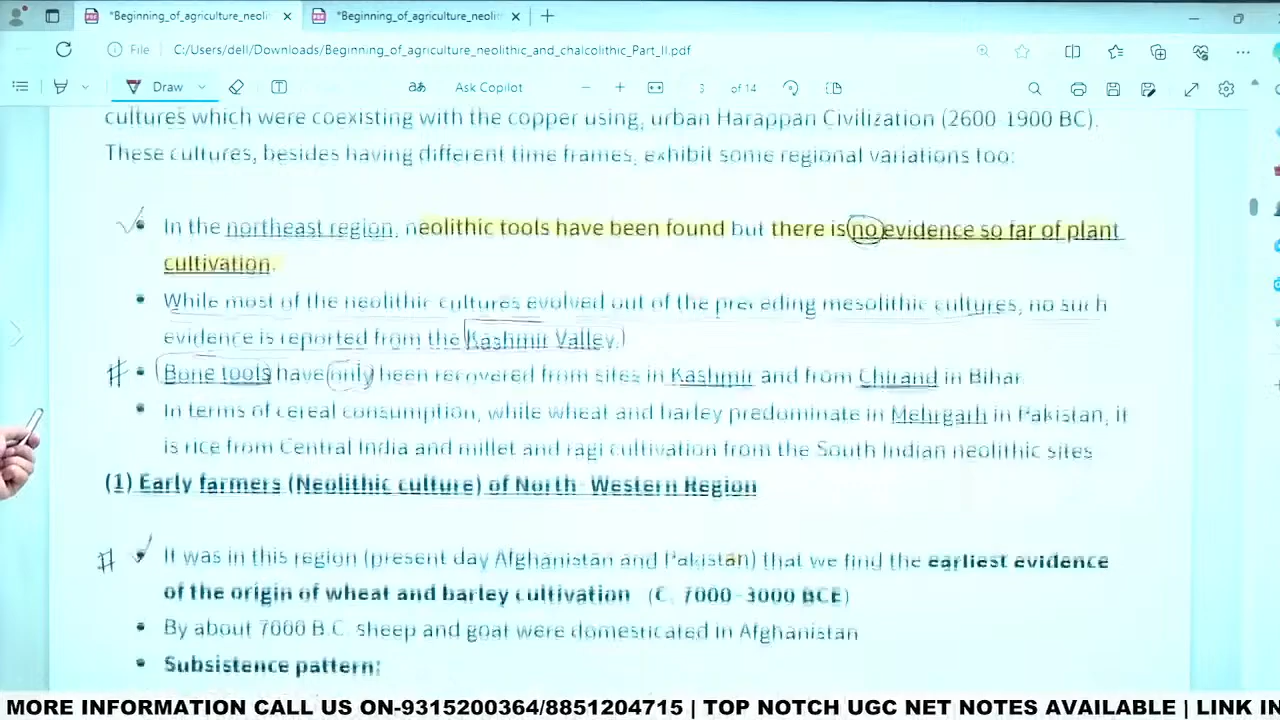 *Beginning_of_agriculture_neoli
*Beginning_of_agriculture_neolit
File C:/Users/dell/Downloads/Beginning_of_agriculture_neolithic_and_chalcolithic_Part_II.pdf
Draw Ask Copilot 3 of 14
cultures which were coexisting with the copper using, urban Harappan Civilization (2600-1900 BC).
These cultures, besides having different time frames, exhibit some regional variations too:
• In the northeast region, neolithic tools have been found but there is no evidence so far of plant
cultivation.
• While most of the neolithic cultures evolved out of the preceding mesolithic cultures, no such
evidence is reported from the Kashmir Valley.
# • Bone tools have only been recovered from sites in Kashmir and from Chirand in Bihar.
• In terms of cereal consumption, while wheat and barley predominate in Mehrgarh in Pakistan, it
is rice from Central India and millet and ragi cultivation from the South Indian neolithic sites
(1) Early farmers (Neolithic culture) of North-Western Region
# • It was in this region (present day Afghanistan and Pakistan) that we find the earliest evidence
of the origin of wheat and barley cultivation (C. 7000-3000 BCE)
• By about 7000 B.C. sheep and goat were domesticated in Afghanistan
• Subsistence pattern:
MORE INFORMATION CALL US ON-9315200364/8851204715 | TOP NOTCH UGC NET NOTES AVAILABLE | LINK IN